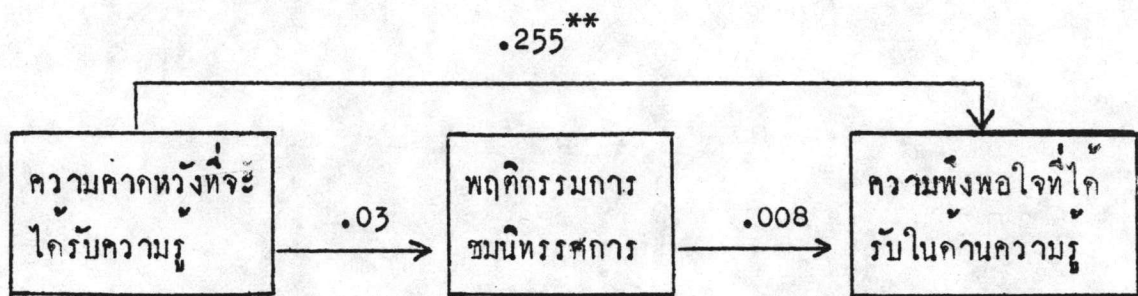 .255**
ความคาดหวังที่จะ
ได้รับความรู้
.03
พฤติกรรมการ
ชมนิทรรศการ
.008
ความพึงพอใจที่ได้
รับในด้านความรู้